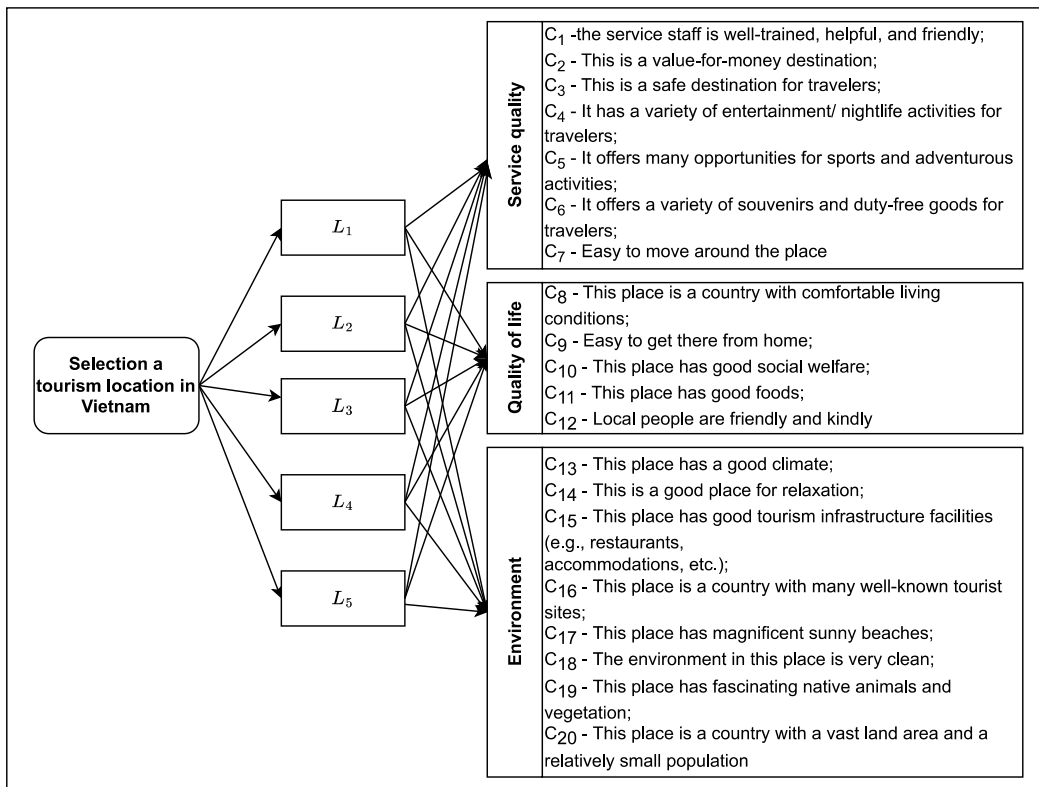 Selection a
tourism location in
Vietnam
L₁
L₂
L₃
L₄
L₅
Service quality
C₁ -the service staff is well-trained, helpful, and friendly;
C₂ - This is a value-for-money destination;
C₃ - This is a safe destination for travelers;
C₄ - It has a variety of entertainment/ nightlife activities for
travelers;
C₅ - It offers many opportunities for sports and adventurous
activities;
C₆ - It offers a variety of souvenirs and duty-free goods for
travelers;
C₇ - Easy to move around the place
Quality of life
C₈ - This place is a country with comfortable living
conditions;
C₉ - Easy to get there from home;
C₁₀ - This place has good social welfare;
C₁₁ - This place has good foods;
C₁₂ - Local people are friendly and kindly
Environment
C₁₃ - This place has a good climate;
C₁₄ - This is a good place for relaxation;
C₁₅ - This place has good tourism infrastructure facilities
(e.g., restaurants,
accommodations, etc.);
C₁₆ - This place is a country with many well-known tourist
sites;
C₁₇ - This place has magnificent sunny beaches;
C₁₈ - The environment in this place is very clean;
C₁₉ - This place has fascinating native animals and
vegetation;
C₂₀ - This place is a country with a vast land area and a
relatively small population